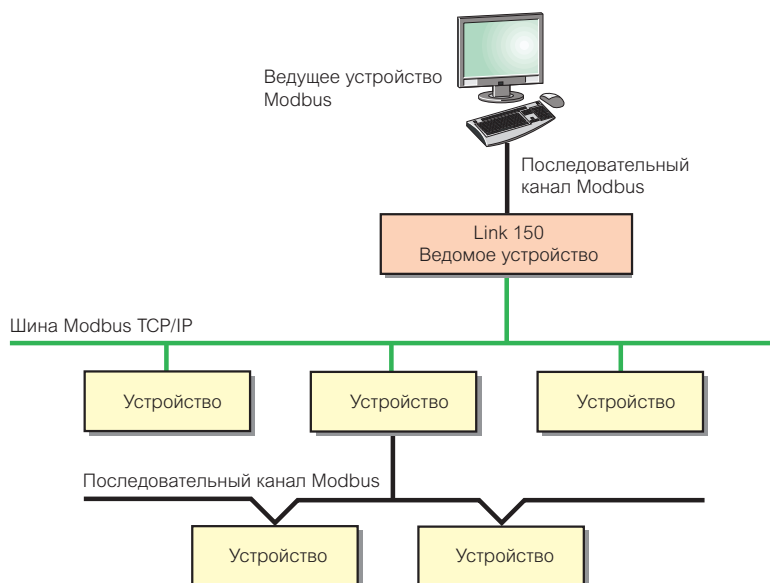 Ведущее устройство
Modbus
Последовательный
канал Modbus
Link 150
Ведомое устройство
Шина Modbus TCP/IP
Устройство
Устройство
Устройство
Последовательный канал Modbus
Устройство
Устройство